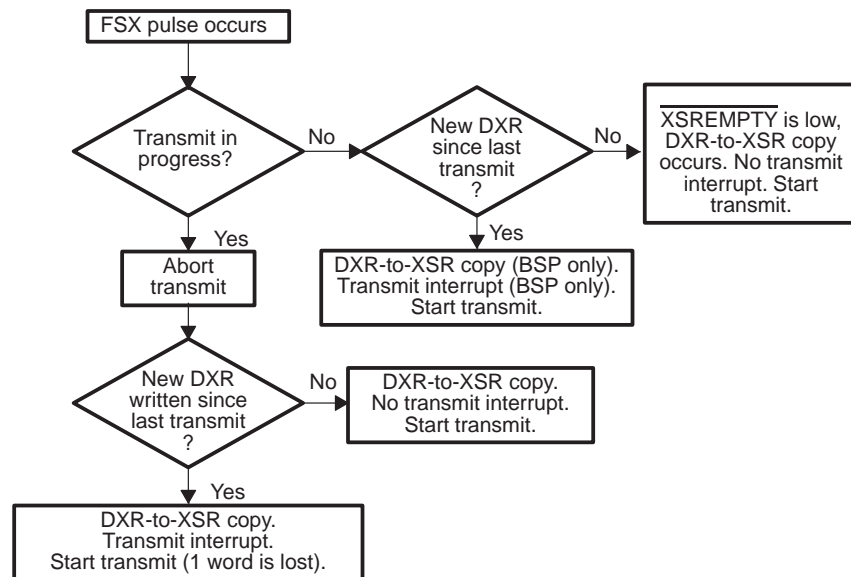 FSX pulse occurs
Transmit in
progress?
No
New DXR
since last
transmit
?
No
XSREMPTY is low,
DXR-to-XSR copy
occurs. No transmit
interrupt. Start
transmit.
Yes
Yes
Abort
transmit
DXR-to-XSR copy (BSP only).
Transmit interrupt (BSP only).
Start transmit.
New DXR
written since
last transmit
?
No
DXR-to-XSR copy.
No transmit interrupt.
Start transmit.
Yes
DXR-to-XSR copy.
Transmit interrupt.
Start transmit (1 word is lost).